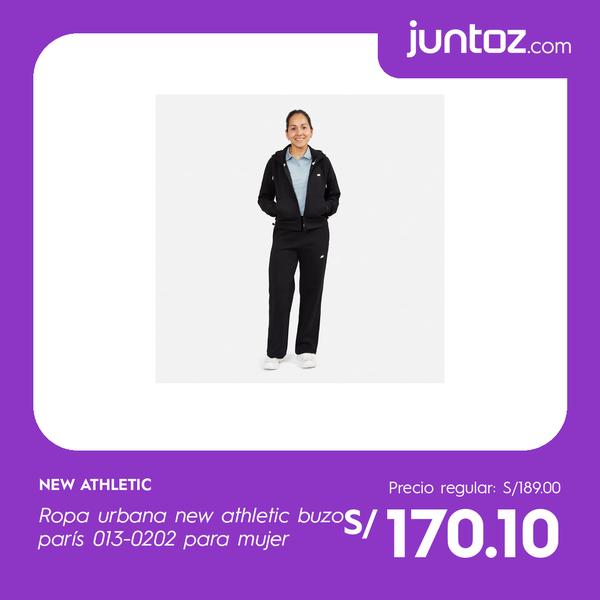 juntoz.com
NEW ATHLETIC
Precio regular: S/189.00
Ropa urbana new athletic buzo
parís 013-0202 para mujer
S/170.10